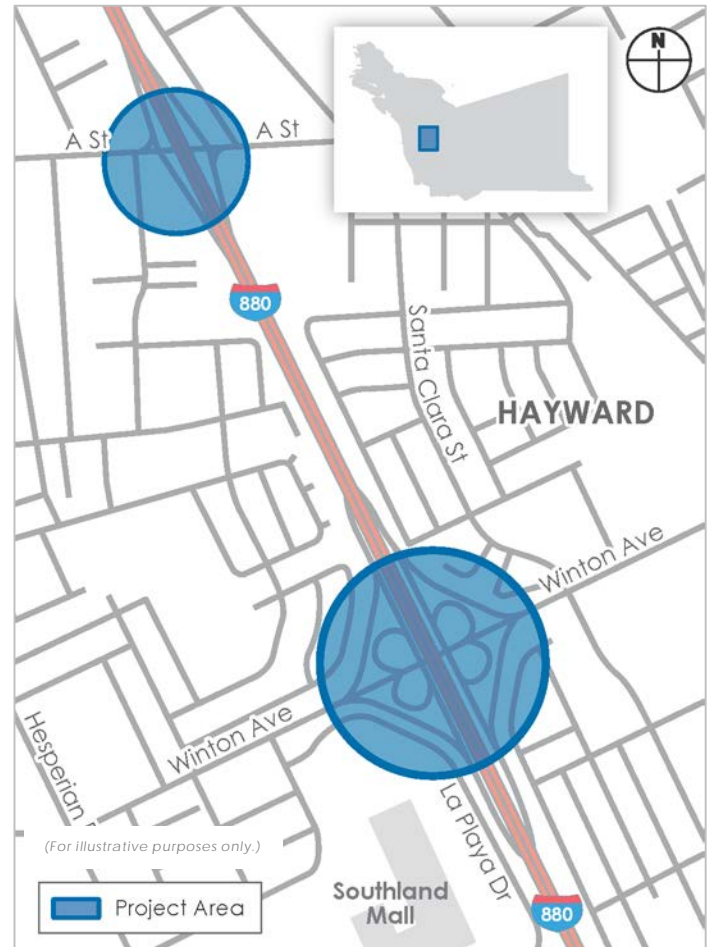 N
A St
A St
880
Santa Clara St
HAYWARD
Winton Ave
Winton Ave
Hesperian
La Playa Dr
(For illustrative purposes only.)
Project Area
Southland
Mall
880